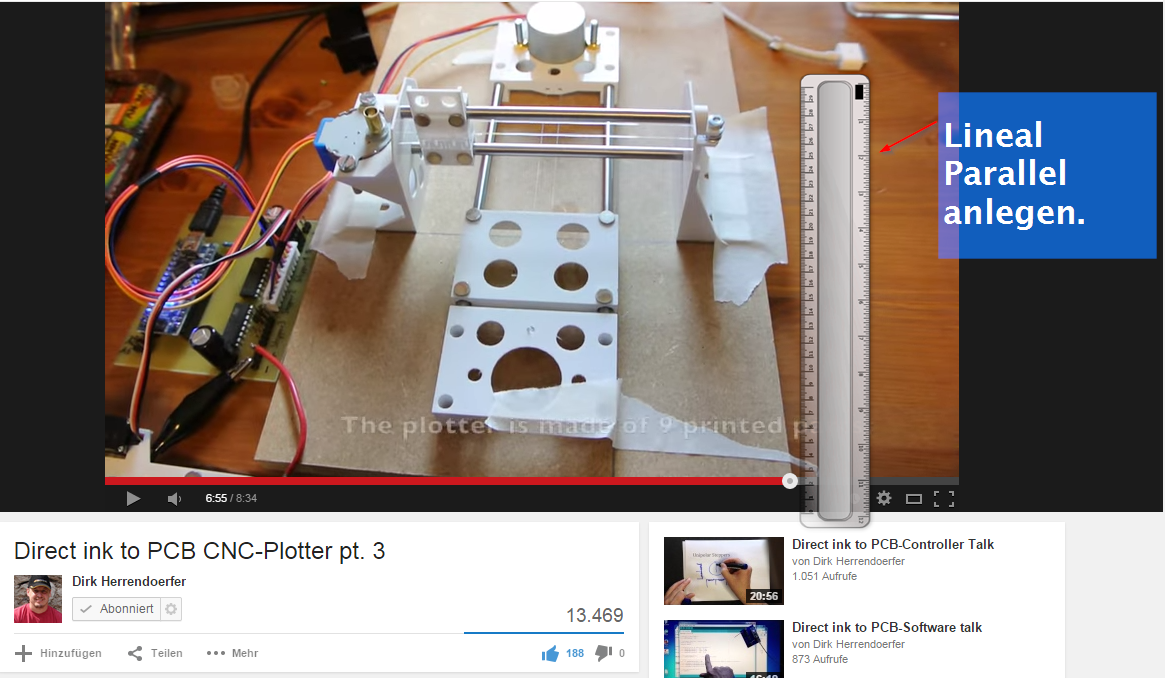 Lineal
Parallel
anlegen.
The plotter is made of 9 printed p
6:55 / 8:34
Direct ink to PCB CNC-Plotter pt. 3
Dirk Herrendoerfer
Abonniert
13.469
Hinzufügen
Teilen
Mehr
188
0
20:56
Direct ink to PCB-Controller Talk
von Dirk Herrendoerfer
1.051 Aufrufe
Direct ink to PCB-Software talk
von Dirk Herrendoerfer
873 Aufrufe